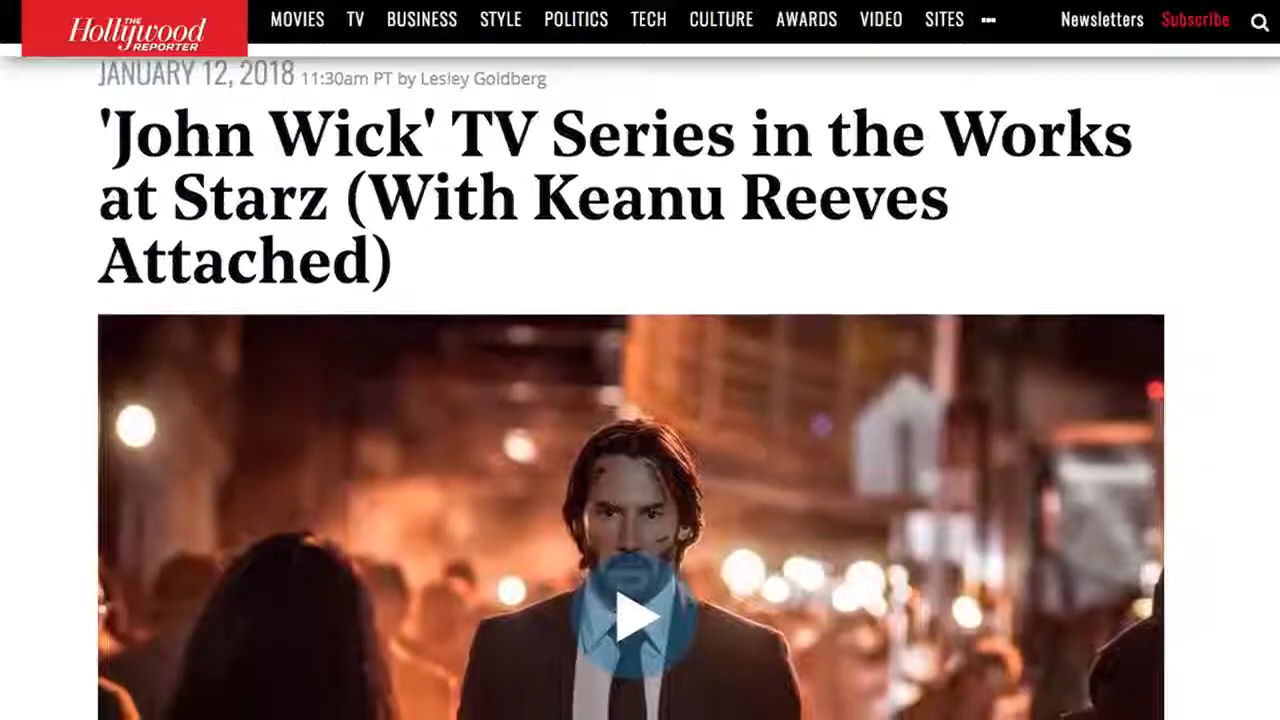 The Hollywood REPORTER
MOVIES TV BUSINESS STYLE POLITICS TECH CULTURE AWARDS VIDEO SITES ••• Newsletters Subscribe
JANUARY 12, 2018 11:30am PT by Lesley Goldberg
'John Wick' TV Series in the Works
at Starz (With Keanu Reeves
Attached)